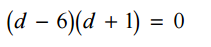 (d − 6)(d + 1) = 0